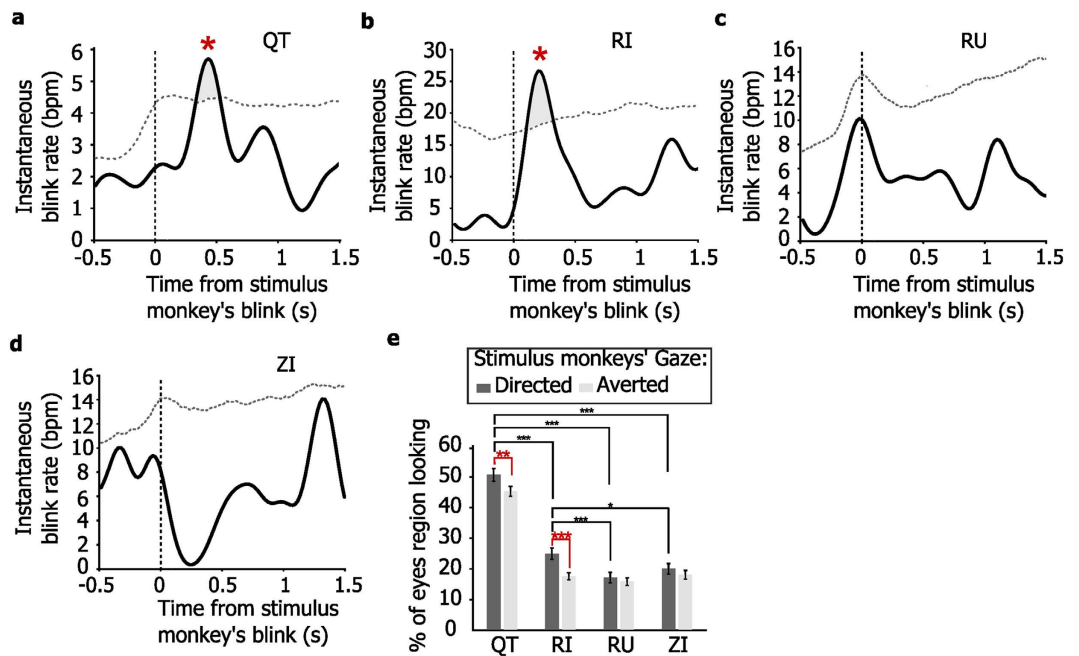 a
QT
*
Instantaneous
blink rate (bpm)
6
5
4
3
2
1
0
-0.5 0 0.5 1 1.5
Time from stimulus
monkey's blink (s)
b
RI
*
Instantaneous
blink rate (bpm)
30
25
20
15
10
5
0
-0.5 0 0.5 1 1.5
Time from stimulus
monkey's blink (s)
c
RU
Instantaneous
blink rate (bpm)
16
14
12
10
8
6
4
2
0
-0.5 0 0.5 1 1.5
Time from stimulus
monkey's blink (s)
d
ZI
Instantaneous
blink rate (bpm)
16
14
12
10
8
6
4
2
0
-0.5 0 0.5 1 1.5
Time from stimulus
monkey's blink (s)
e
Stimulus monkeys' Gaze:
Directed Averted
***
***
***
**
*
***
***
% of eyes region looking
60
50
40
30
20
10
0
QT RI RU ZI